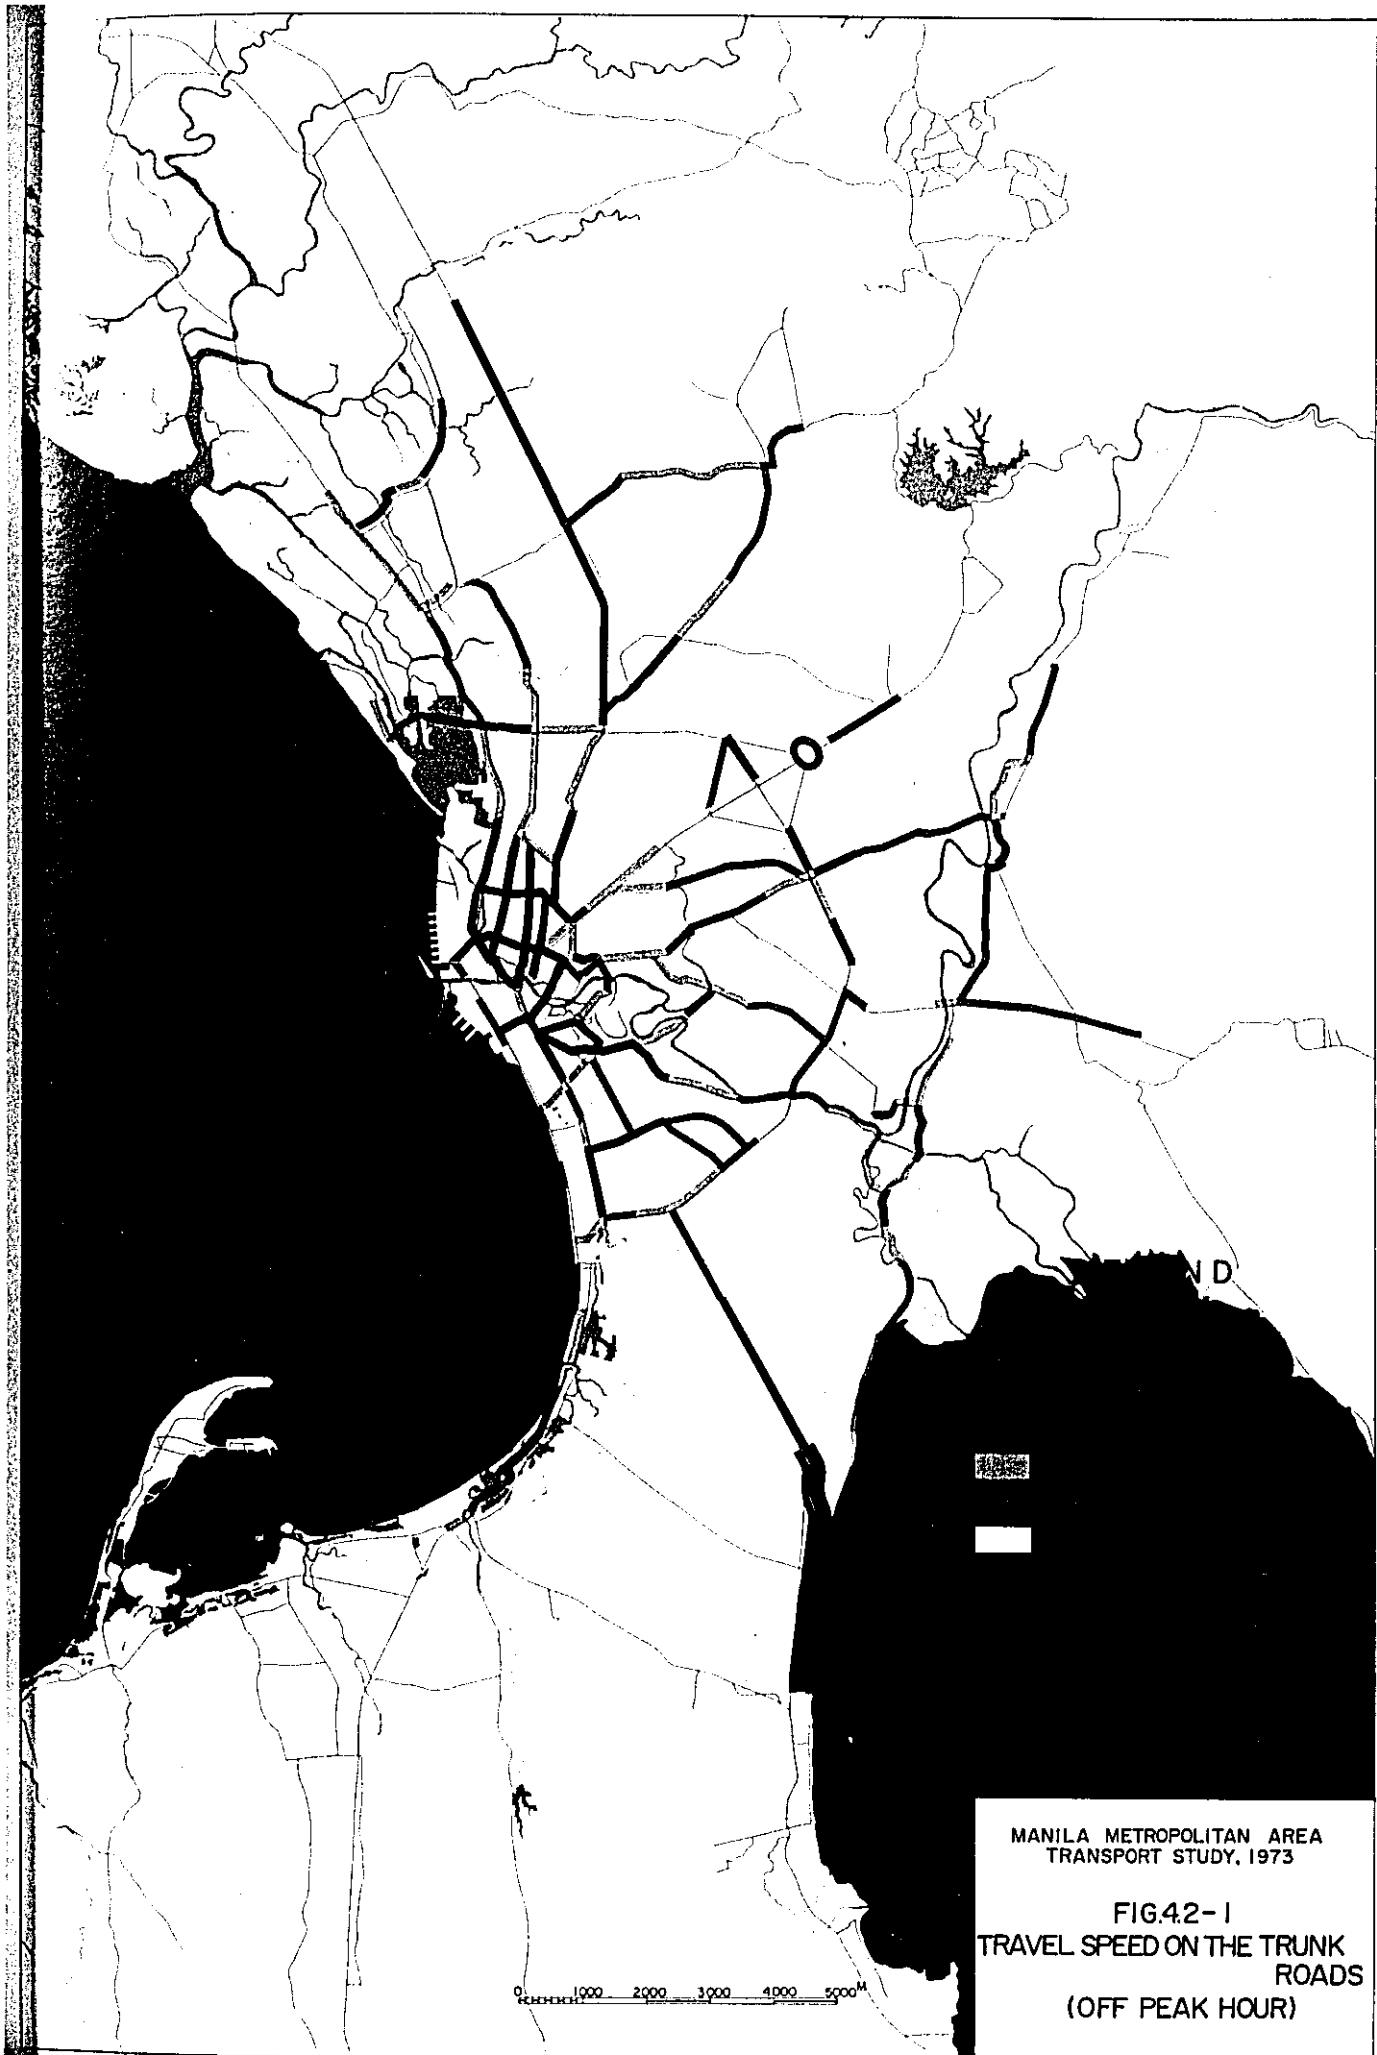 ND
MANILA METROPOLITAN AREA
TRANSPORT STUDY, 1973
FIG.4.2-1
TRAVEL SPEED ON THE TRUNK
ROADS
(OFF PEAK HOUR)
0 1000 2000 3000 4000 5000M